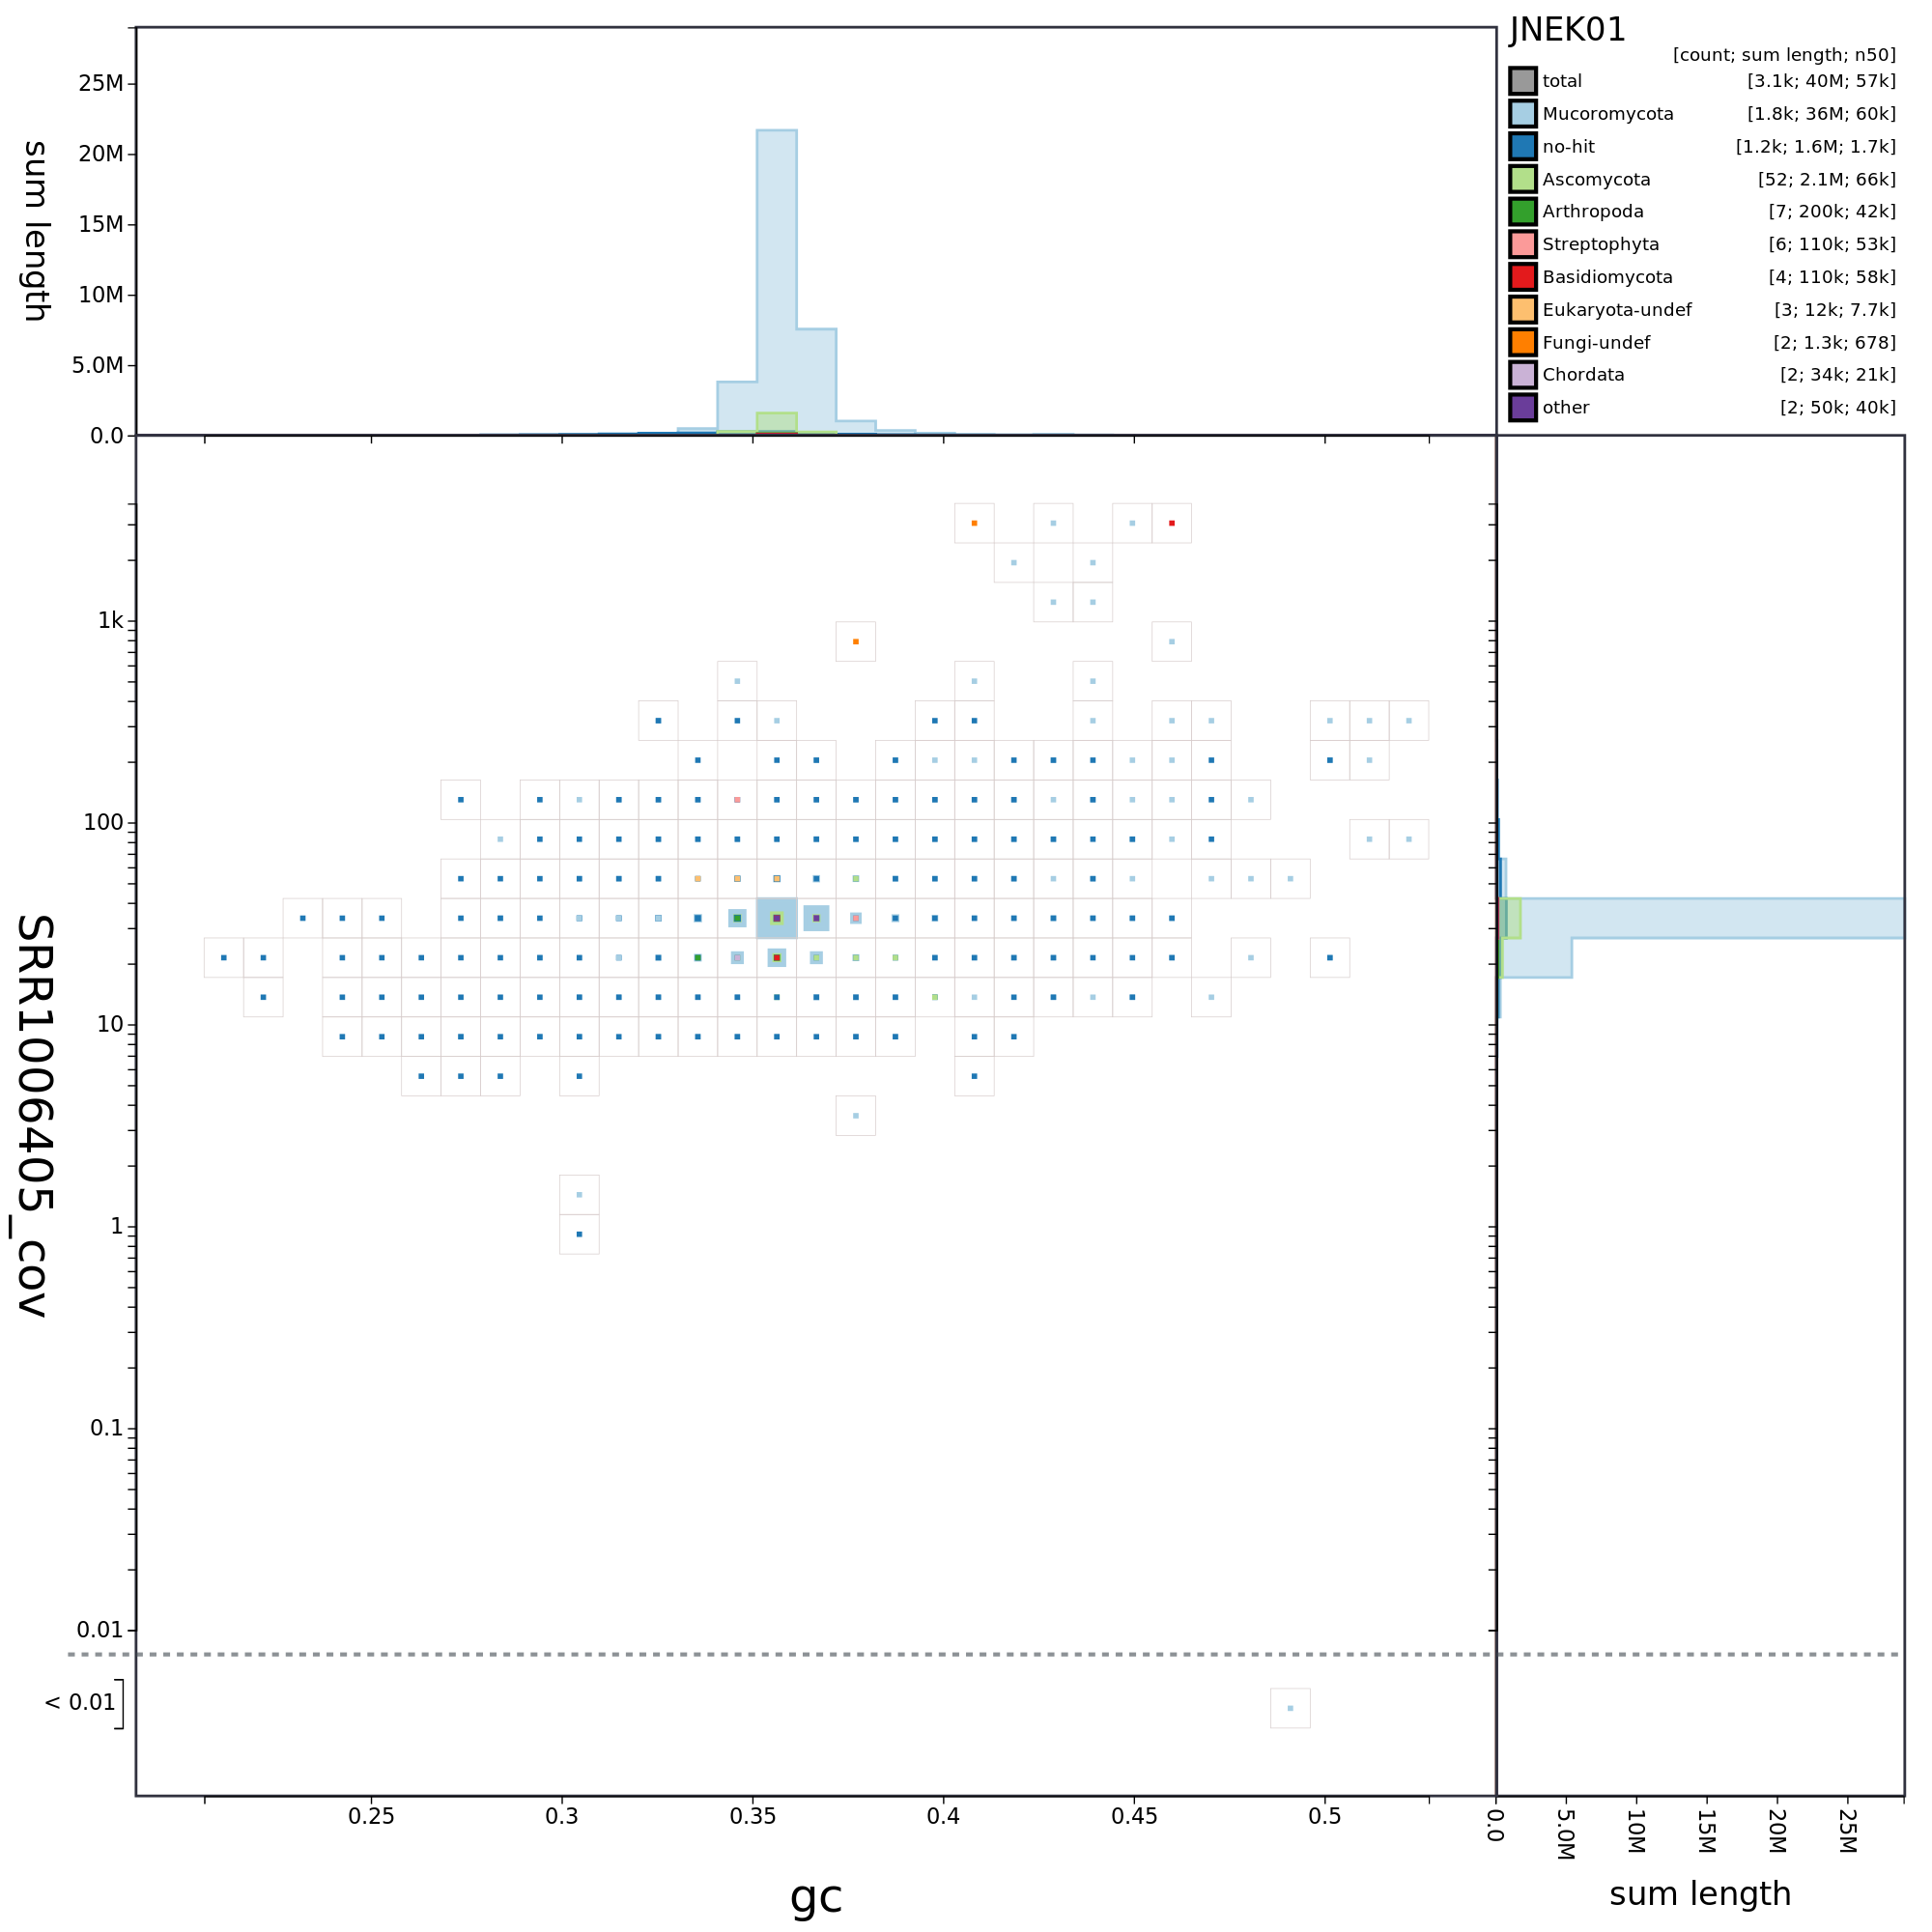 JNEK01
[count; sum length; n50]
total [3.1k; 40M; 57k]
Mucoromycota [1.8k; 36M; 60k]
no-hit [1.2k; 1.6M; 1.7k]
Ascomycota [52; 2.1M; 66k]
Arthropoda [7; 200k; 42k]
Streptophyta [6; 110k; 53k]
Basidiomycota [4; 110k; 58k]
Eukaryota-undef [3; 12k; 7.7k]
Fungi-undef [2; 1.3k; 678]
Chordata [2; 34k; 21k]
other [2; 50k; 40k]
sum length
25M
20M
15M
10M
5.0M
0.0
SRR1006405_cov
1k
100
10
1
0.1
0.01
< 0.01
0.25 0.3 0.35 0.4 0.45 0.5
gc
0.0 5.0M 10M 15M 20M 25M
sum length